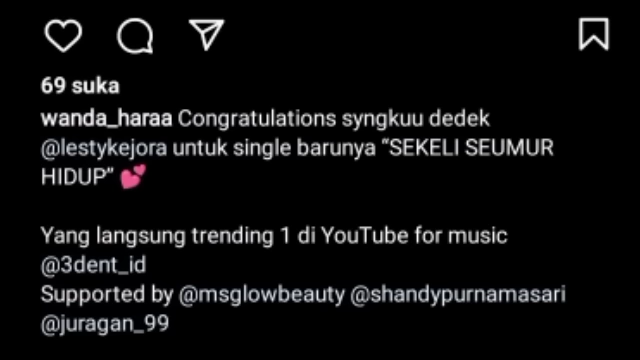 69 suka
wanda_haraa Congratulations syngkuu dedek
@lestykejora untuk single barunya “SEKELI SEUMUR
HIDUP” 💕
Yang langsung trending 1 di YouTube for music
@3dent_id
Supported by @msglowbeauty @shandypurnamasari
@juragan_99